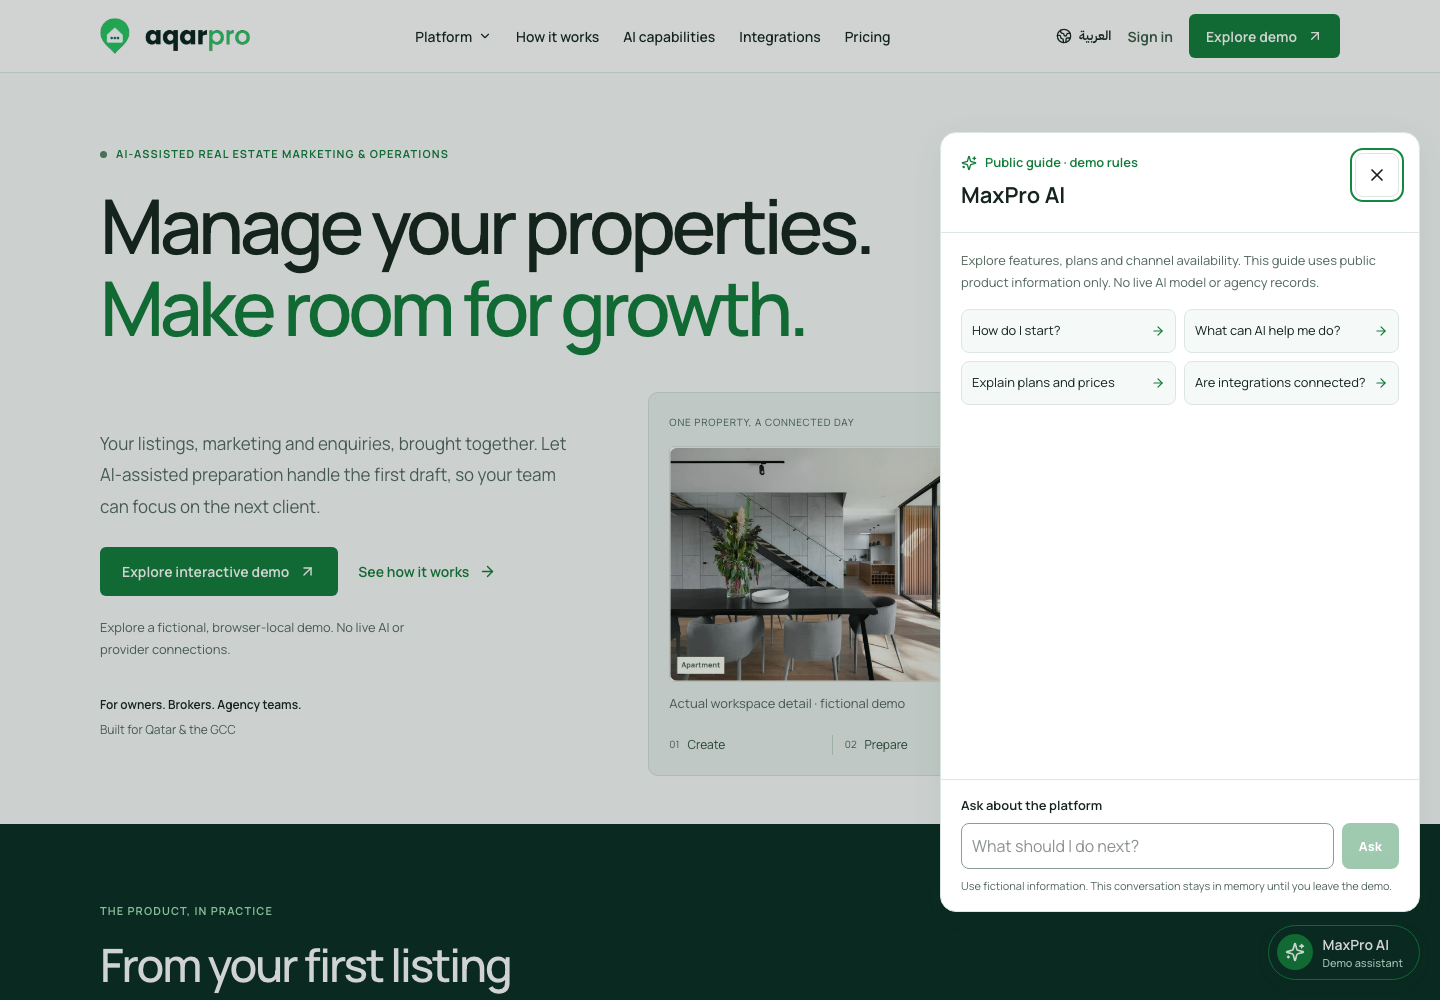 aqarpro
Platform
How it works
AI capabilities
Integrations
Pricing
العربية
Sign in
Explore demo
AI-ASSISTED REAL ESTATE MARKETING & OPERATIONS
Manage your properties.
Make room for growth.
Your listings, marketing and enquiries, brought together. Let
AI-assisted preparation handle the first draft, so your team
can focus on the next client.
Explore interactive demo
See how it works
Explore a fictional, browser-local demo. No live AI or
provider connections.
For owners. Brokers. Agency teams.
Built for Qatar & the GCC
ONE PROPERTY, A CONNECTED DAY
Apartment
Actual workspace detail · fictional demo
01 Create
02 Prepare
Public guide · demo rules
MaxPro AI
Explore features, plans and channel availability. This guide uses public
product information only. No live AI model or agency records.
How do I start?
What can AI help me do?
Explain plans and prices
Are integrations connected?
Ask about the platform
What should I do next?
Ask
Use fictional information. This conversation stays in memory until you leave the demo.
THE PRODUCT, IN PRACTICE
From your first listing
MaxPro AI
Demo assistant